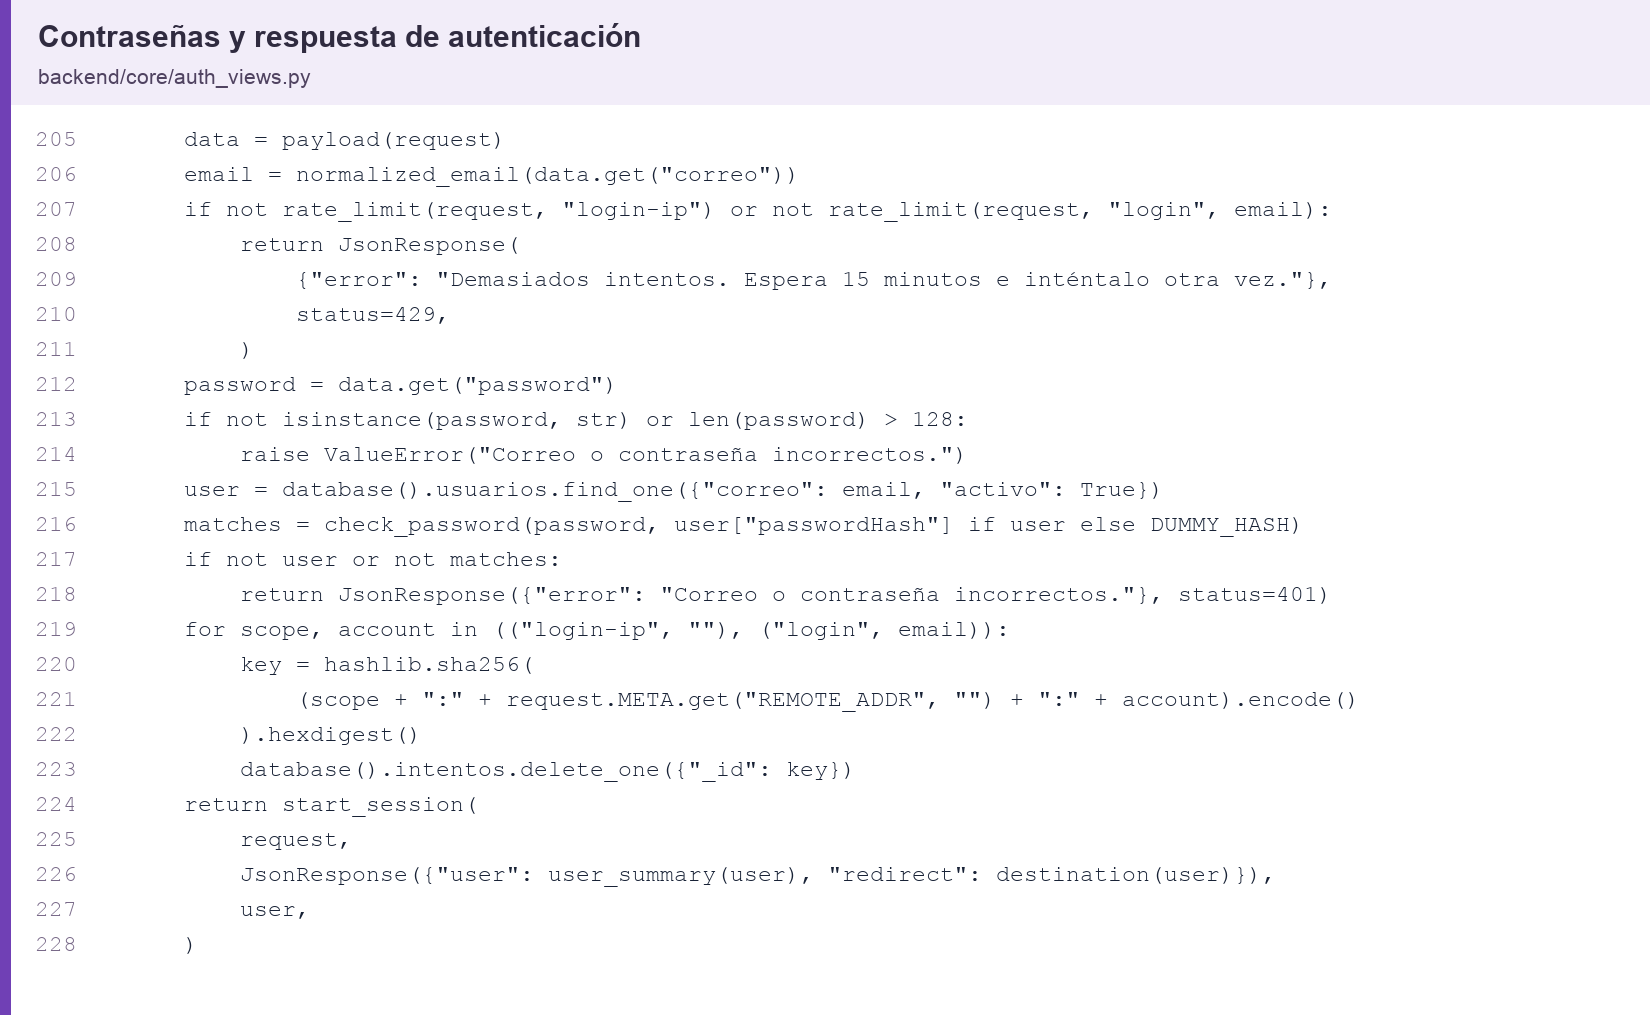 Contraseñas y respuesta de autenticación
backend/core/auth_views.py
205        data = payload(request)
206        email = normalized_email(data.get("correo"))
207        if not rate_limit(request, "login-ip") or not rate_limit(request, "login", email):
208            return JsonResponse(
209                {"error": "Demasiados intentos. Espera 15 minutos e inténtalo otra vez."},
210                status=429,
211            )
212        password = data.get("password")
213        if not isinstance(password, str) or len(password) > 128:
214            raise ValueError("Correo o contraseña incorrectos.")
215        user = database().usuarios.find_one({"correo": email, "activo": True})
216        matches = check_password(password, user["passwordHash"] if user else DUMMY_HASH)
217        if not user or not matches:
218            return JsonResponse({"error": "Correo o contraseña incorrectos."}, status=401)
219        for scope, account in (("login-ip", ""), ("login", email)):
220            key = hashlib.sha256(
221                (scope + ":" + request.META.get("REMOTE_ADDR", "") + ":" + account).encode()
222            ).hexdigest()
223            database().intentos.delete_one({"_id": key})
224        return start_session(
225            request,
226            JsonResponse({"user": user_summary(user), "redirect": destination(user)}),
227            user,
228        )